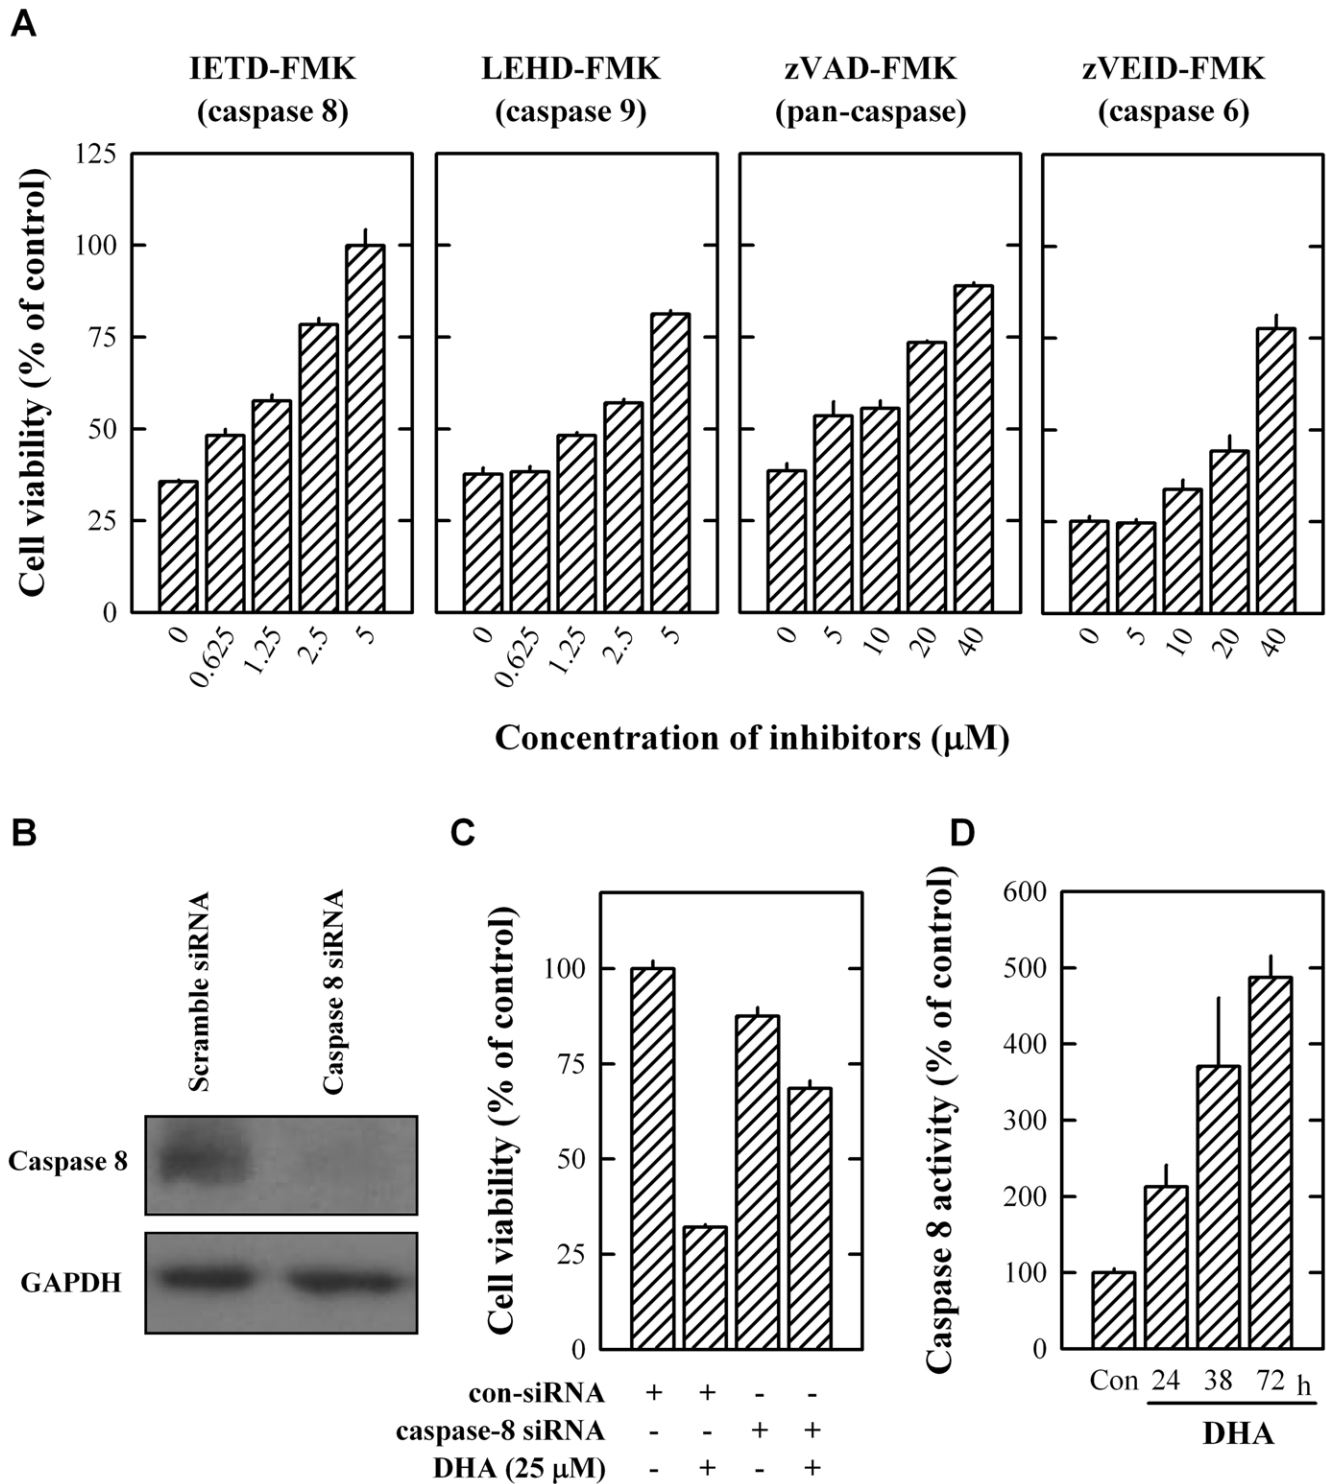 A
IETD-FMK
(caspase 8)
LEHD-FMK
(caspase 9)
zVAD-FMK
(pan-caspase)
zVEID-FMK
(caspase 6)
Cell viability (% of control)
125
100
75
50
25
0
0 0.625 1.25 2.5 5
0 0.625 1.25 2.5 5
0 5 10 20 40
0 5 10 20 40
Concentration of inhibitors (μM)
B
Scramble siRNA
Caspase 8 siRNA
Caspase 8
GAPDH
C
Cell viability (% of control)
100
75
50
25
0
con-siRNA + + - -
caspase-8 siRNA - - + +
DHA (25 μM) - + - +
D
Caspase 8 activity (% of control)
600
500
400
300
200
100
0
Con 24 38 72 h
DHA